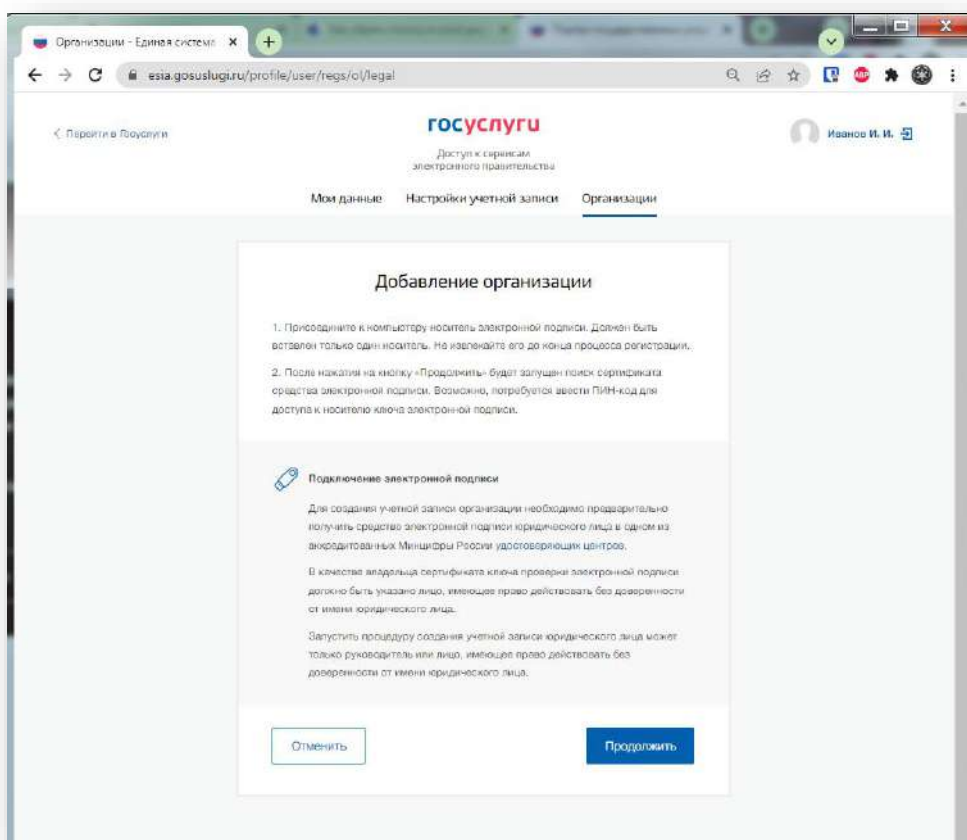 Организации - Единая система
esia.gosuslugi.ru/profile/user/regs/ol/legal
Перейти в Госуслуги
госуслуги
Иванов И. И.
Доступ к сервисам
электронного правительства
Мои данные Настройки учетной записи Организации
Добавление организации
1. Присоедините к компьютеру носитель электронной подписи. Должен быть
вставлен только один носитель. Не извлекайте его до конца процесса регистрации.
2. После нажатия на кнопку «Продолжить» будет запущен поиск сертификата
средства электронной подписи. Возможно, потребуется ввести ПИН-код для
доступа к носителю ключа электронной подписи.
Подключение электронной подписи
Для создания учетной записи организации необходимо предварительно
получить средство электронной подписи юридического лица в одном из
аккредитованных Минцифры России удостоверяющих центров.
В качестве владельца сертификата ключа проверки электронной подписи
должно быть указано лицо, имеющее право действовать без доверенности
от имени юридического лица.
Запустить процедуру создания учетной записи юридического лица может
только руководитель или лицо, имеющее право действовать без
доверенности от имени юридического лица.
Отменить Продолжить